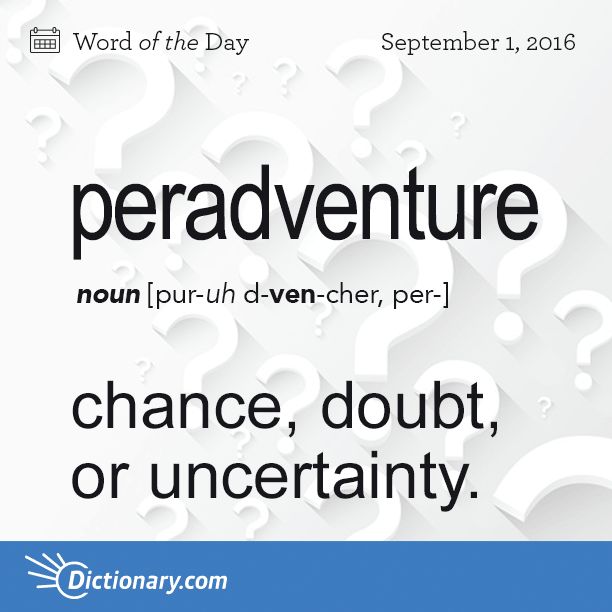 Word of the Day
September 1, 2016
peradventure
noun [pur-uh d-ven-cher, per-]
chance, doubt,
or uncertainty.
Dictionary.com